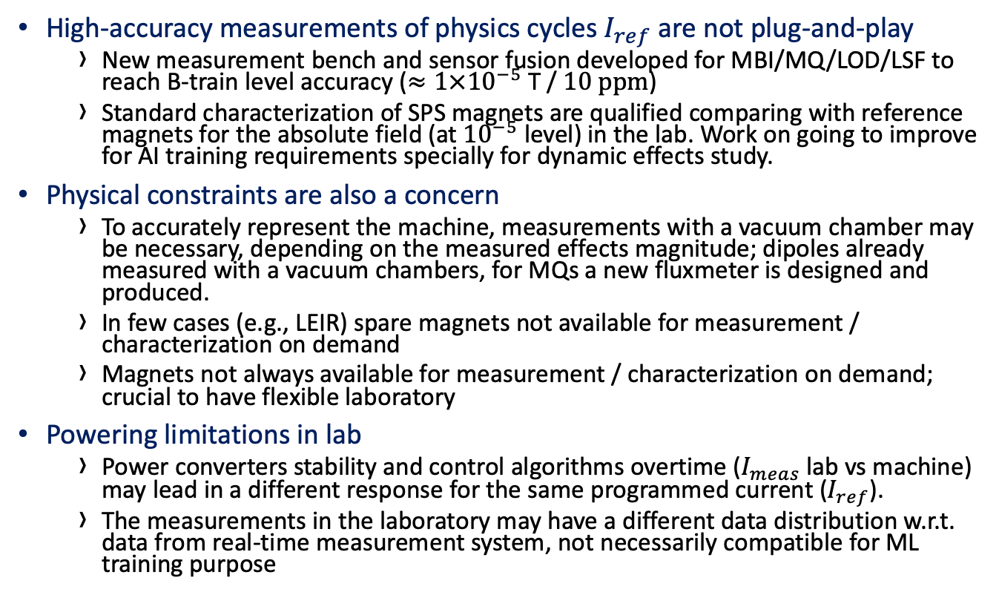 • High-accuracy measurements of physics cycles I_ref are not plug-and-play
› New measurement bench and sensor fusion developed for MBI/MQ/LOD/LSF to
reach B-train level accuracy (≈ 1×10⁻⁵ T / 10 ppm)
› Standard characterization of SPS magnets are qualified comparing with reference
magnets for the absolute field (at 10⁻⁵ level) in the lab. Work on going to improve
for AI training requirements specially for dynamic effects study.
• Physical constraints are also a concern
› To accurately represent the machine, measurements with a vacuum chamber may
be necessary, depending on the measured effects magnitude; dipoles already
measured with a vacuum chambers, for MQs a new fluxmeter is designed and
produced.
› In few cases (e.g., LEIR) spare magnets not available for measurement /
characterization on demand
› Magnets not always available for measurement / characterization on demand;
crucial to have flexible laboratory
• Powering limitations in lab
› Power converters stability and control algorithms overtime (I_meas lab vs machine)
may lead in a different response for the same programmed current (I_ref).
› The measurements in the laboratory may have a different data distribution w.r.t.
data from real-time measurement system, not necessarily compatible for ML
training purpose